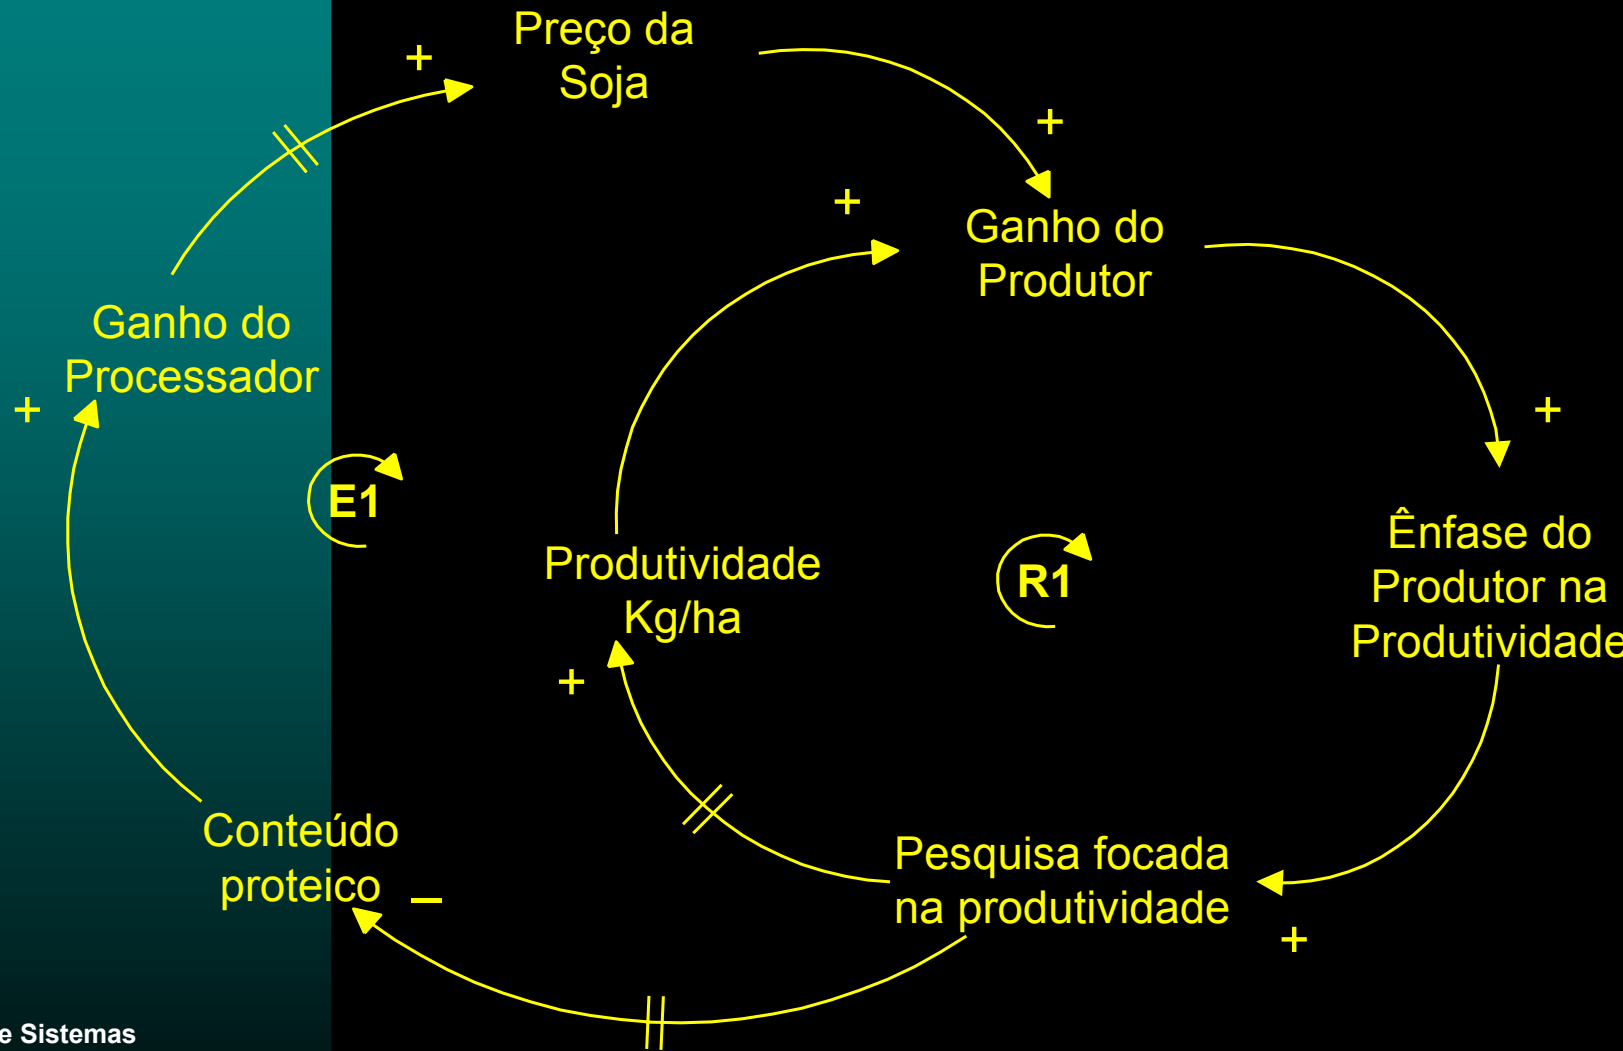 Preço da
Soja
+
+
+
Ganho do
Produtor
Ganho do
Processador
+
+
E1
Produtividade
Kg/ha
R1
Ênfase do
Produtor na
Produtividade
+
Conteúdo
proteico
–
Pesquisa focada
na produtividade
+
e Sistemas